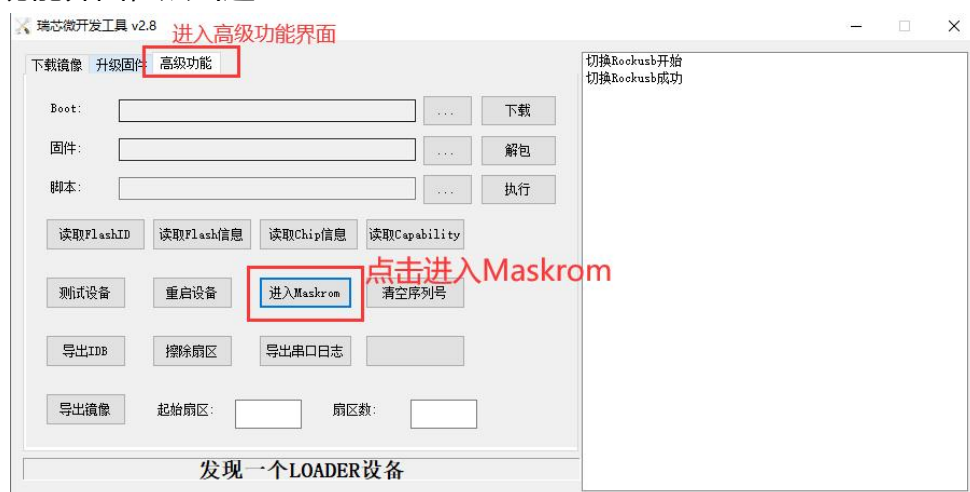 瑞芯微开发工具 v2.8
进入高级功能界面
下载镜像 升级固件 高级功能
切换Rockusb开始
切换Rockusb成功
Boot: ... 下载
固件: ... 解包
脚本: ... 执行
读取FlashID 读取Flash信息 读取Chip信息 读取Capability
点击进入Maskrom
测试设备 重启设备 进入Maskrom 清空序列号
导出IDB 擦除扇区 导出串口日志
导出镜像 起始扇区: 扇区数:
发现一个LOADER设备